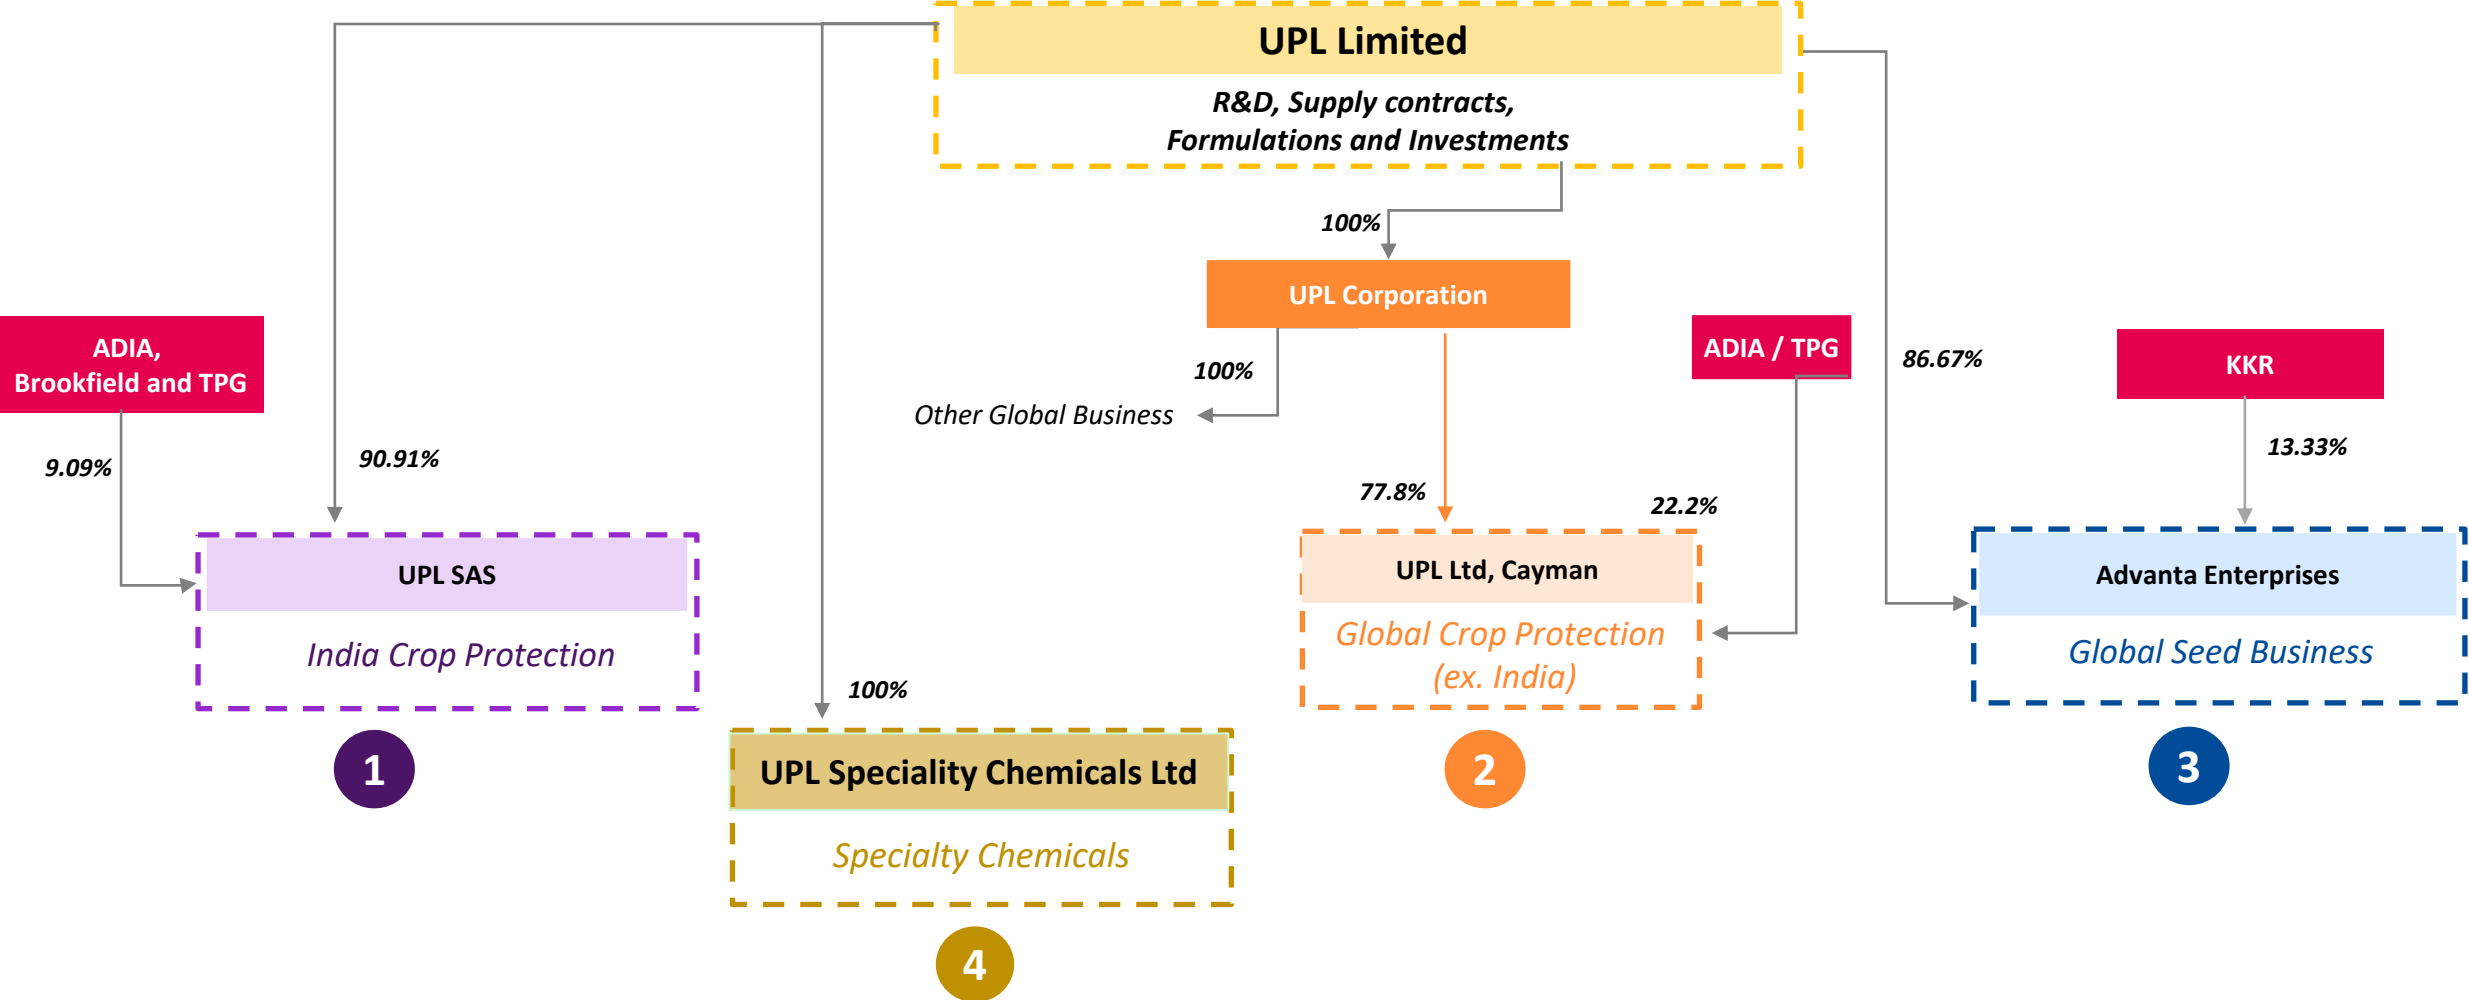 UPL Limited
R&D, Supply contracts,
Formulations and Investments
100%
UPL Corporation
ADIA,
Brookfield and TPG
ADIA / TPG
86.67%
KKR
100%
Other Global Business
9.09%
90.91%
13.33%
77.8%
22.2%
UPL SAS
India Crop Protection
UPL Ltd, Cayman
Global Crop Protection
(ex. India)
Advanta Enterprises
Global Seed Business
100%
1
2
3
UPL Speciality Chemicals Ltd
Specialty Chemicals
4